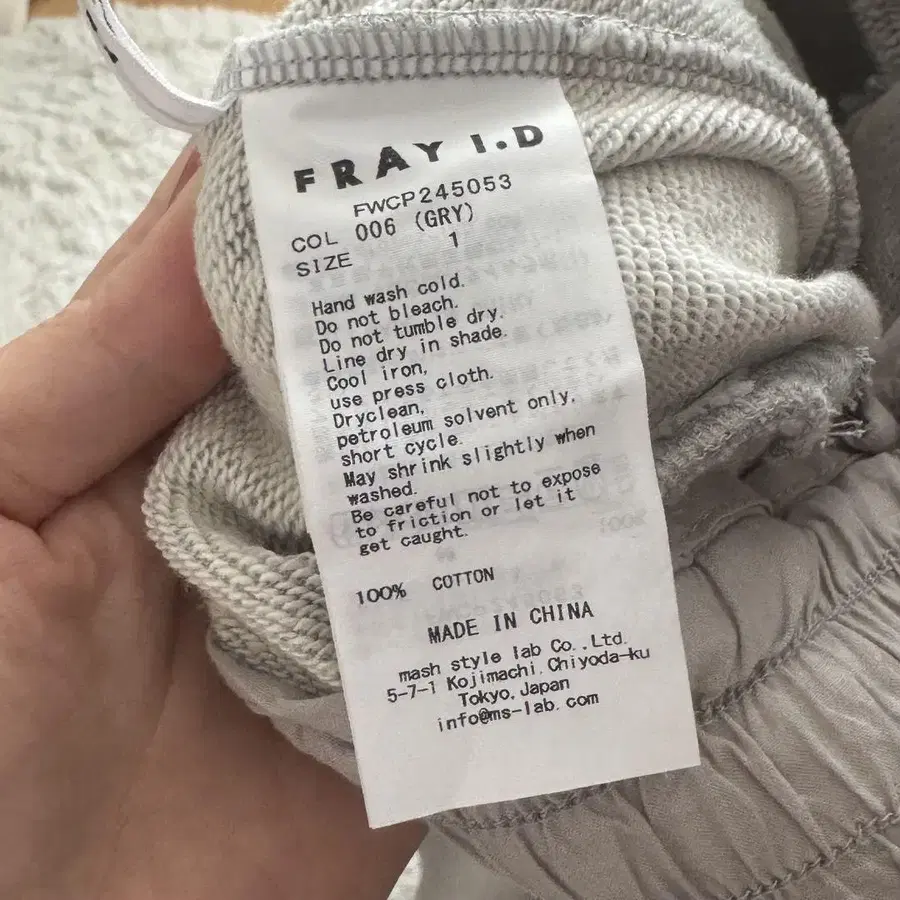 FRAY I.D
FWCP245053
COL 006 (GRY)
SIZE 1
Hand wash cold.
Do not bleach.
Do not tumble dry.
Line dry in shade.
Cool iron,
use press cloth.
Dryclean,
petroleum solvent only,
short cycle.
May shrink slightly when
washed.
Be careful not to expose
to friction or let it
get caught.
100% COTTON
MADE IN CHINA
mash style lab Co.,Ltd.
5-7-1 Kojimachi,Chiyoda-ku
Tokyo,Japan
info@ms-lab.com